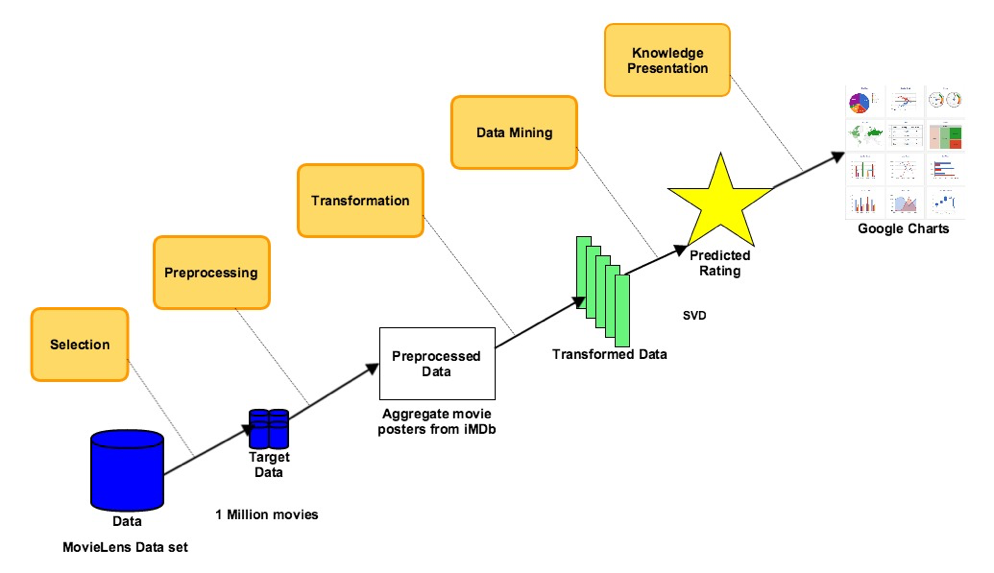 Knowledge
Presentation
Data Mining
Transformation
Preprocessing
Selection
Google Charts
Predicted
Rating
SVD
Transformed Data
Preprocessed
Data
Aggregate movie
posters from iMDb
Target
Data
1 Million movies
Data
MovieLens Data set